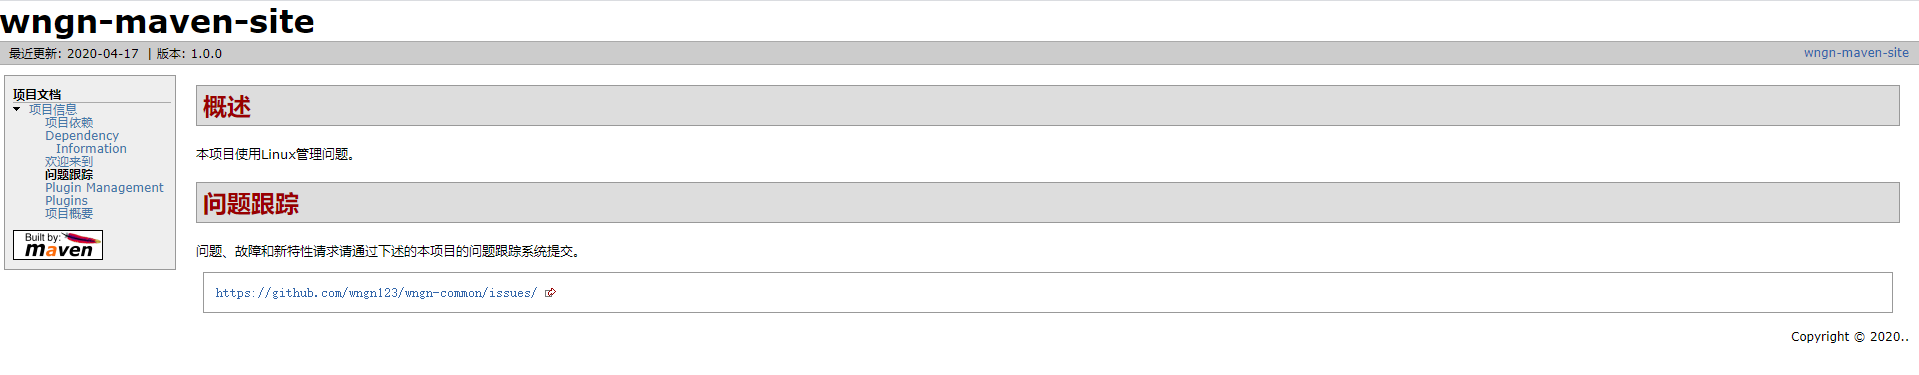 wngn-maven-site
最近更新: 2020-04-17 | 版本: 1.0.0
wngn-maven-site
项目文档
项目信息
项目依赖
Dependency
Information
欢迎来到
问题跟踪
Plugin Management
Plugins
项目概要
Built by:
maven
概述
本项目使用Linux管理问题。
问题跟踪
问题、故障和新特性请求请通过下述的本项目的问题跟踪系统提交。
https://github.com/wngn123/wngn-common/issues/
Copyright © 2020..